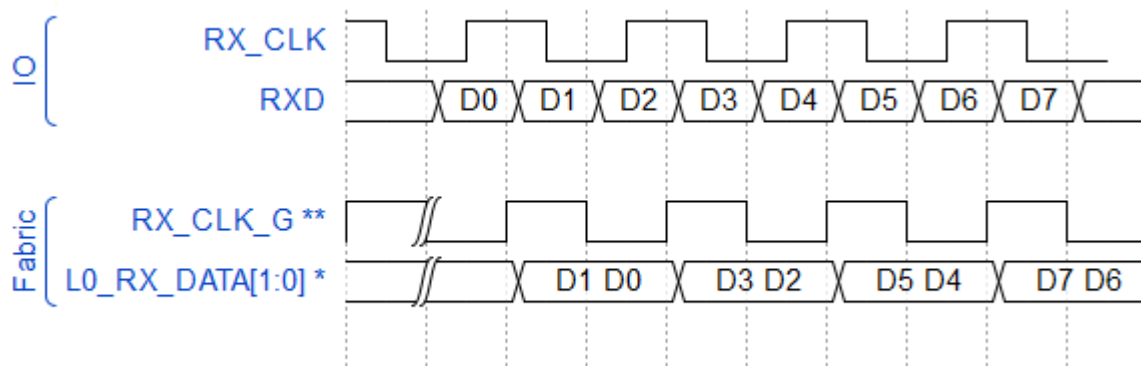 IO
RX_CLK
RXD
D0 D1 D2 D3 D4 D5 D6 D7
Fabric
RX_CLK_G **
L0_RX_DATA[1:0] *
D1 D0 D3 D2 D5 D4 D7 D6